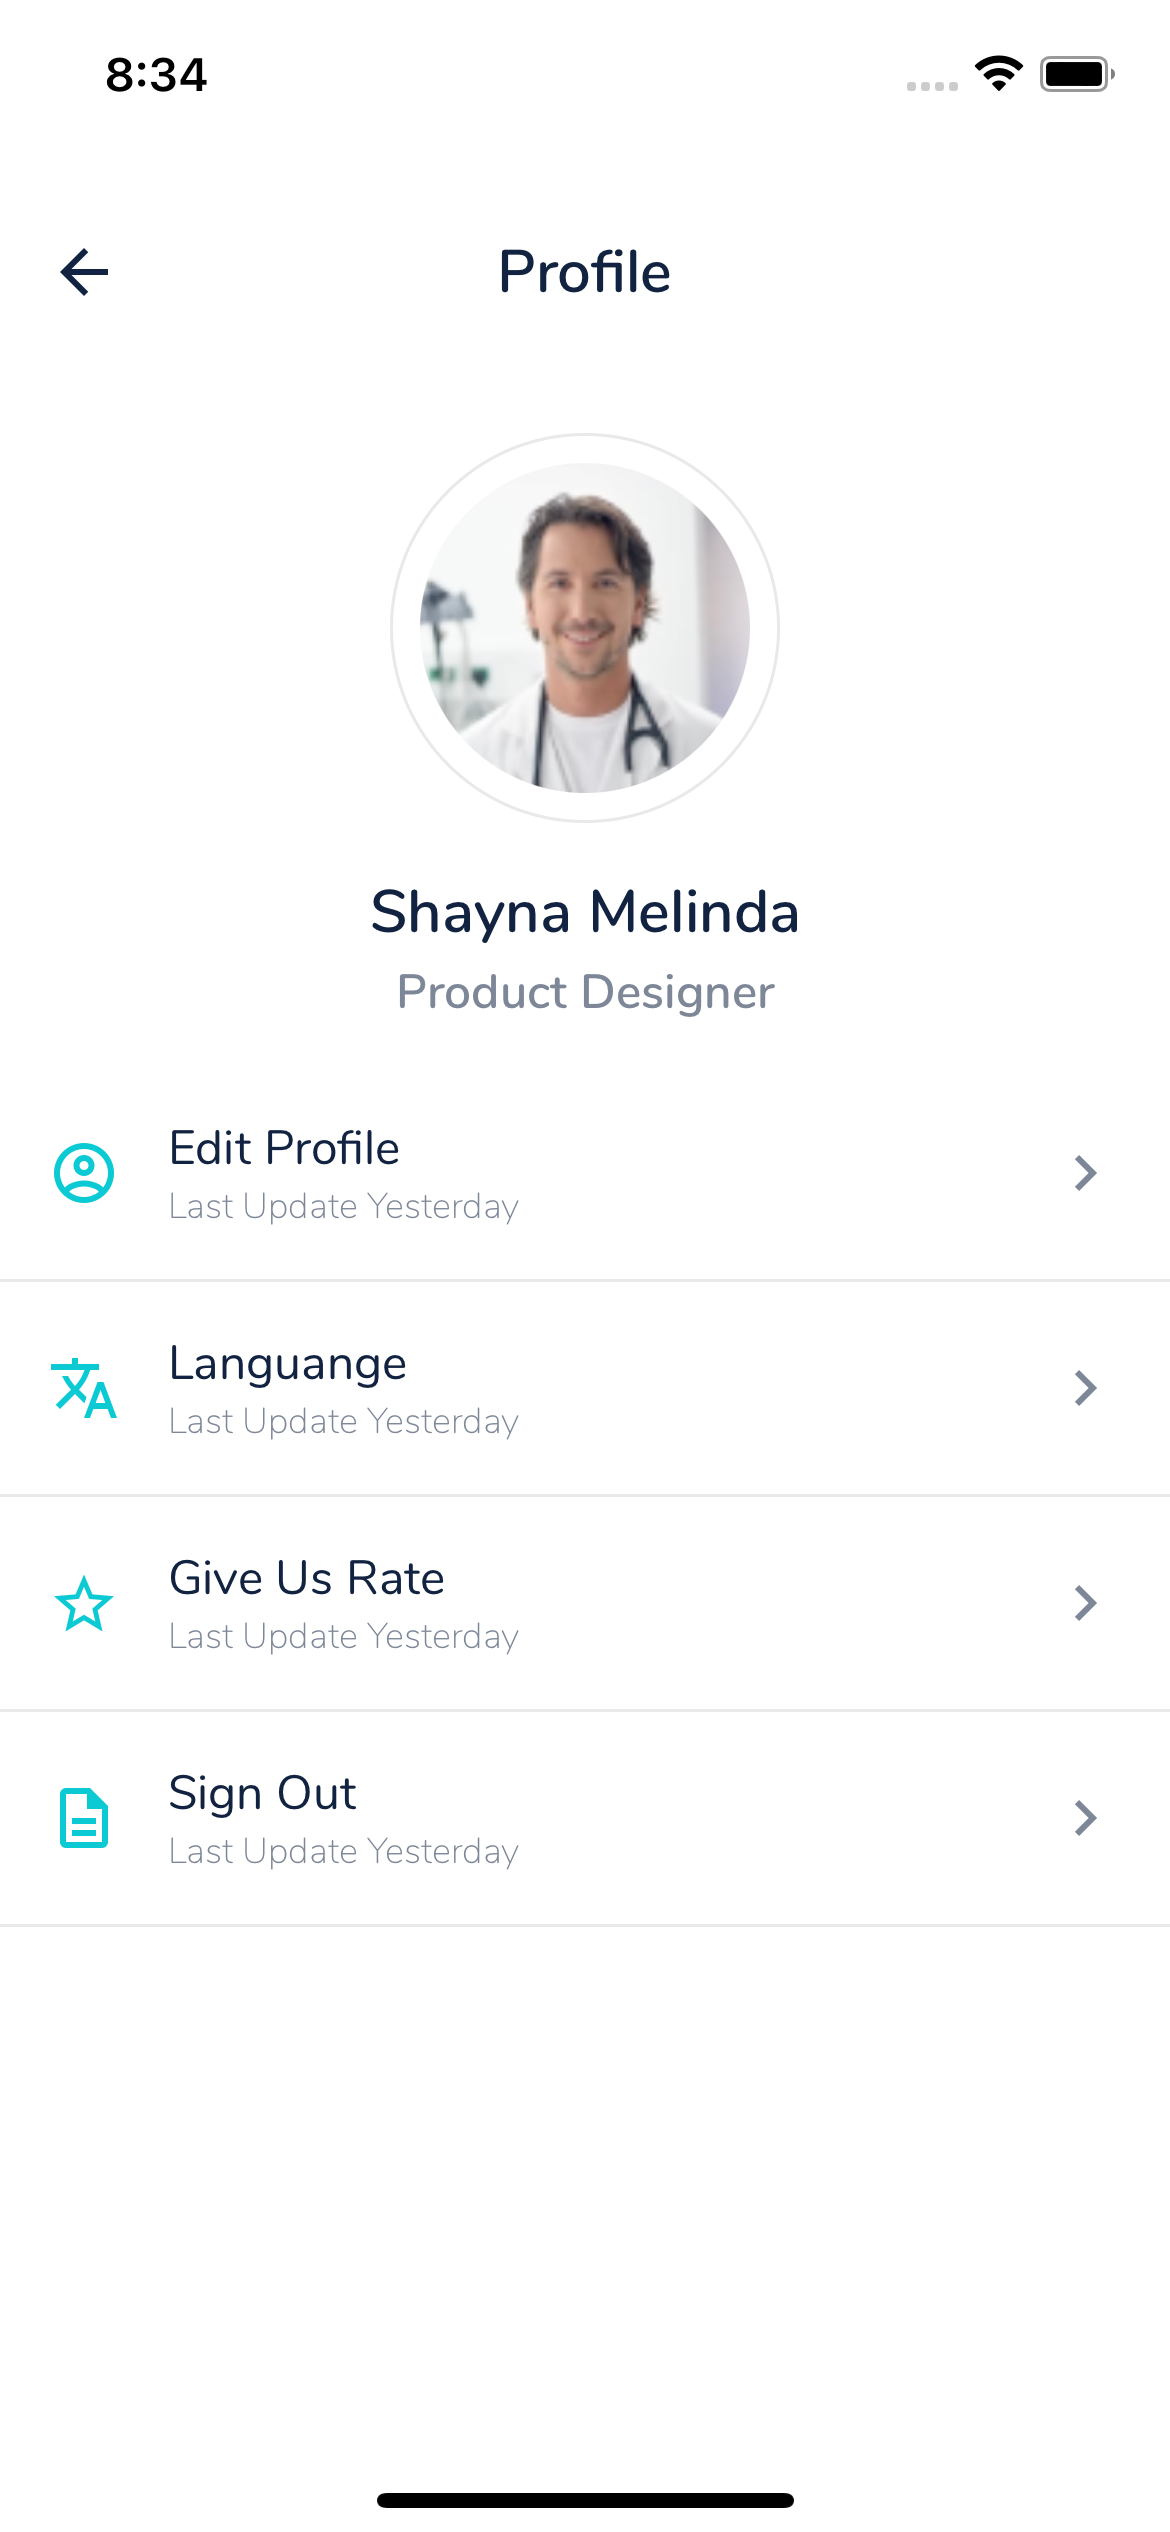 8:34
Profile
Shayna Melinda
Product Designer
Edit Profile
Last Update Yesterday
Languange
Last Update Yesterday
Give Us Rate
Last Update Yesterday
Sign Out
Last Update Yesterday